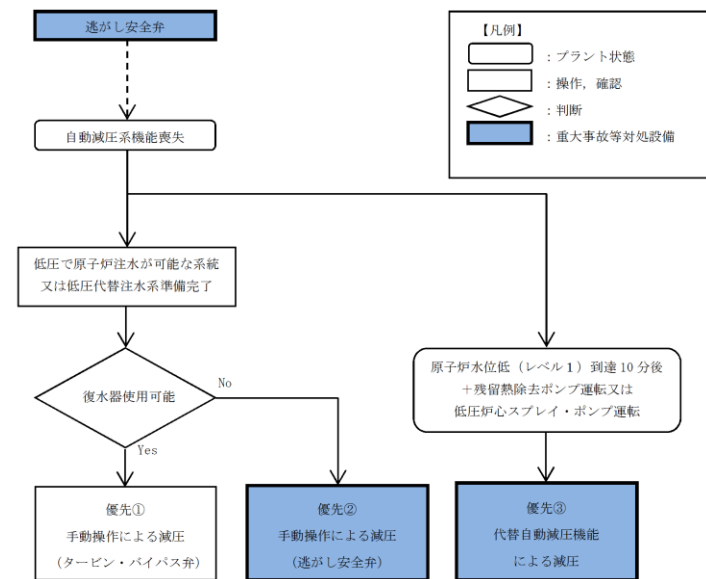 逃がし安全弁
【凡例】
：プラント状態
：操作，確認
：判断
：重大事故等対処設備
自動減圧系機能喪失
低圧で原子炉注水が可能な系統
又は低圧代替注水系準備完了
原子炉水位低（レベル１）到達 10 分後
＋残留熱除去ポンプ運転又は
低圧炉心スプレイ・ポンプ運転
復水器使用可能
No
Yes
優先①
手動操作による減圧
（タービン・バイパス弁）
優先②
手動操作による減圧
（逃がし安全弁）
優先③
代替自動減圧機能
による減圧